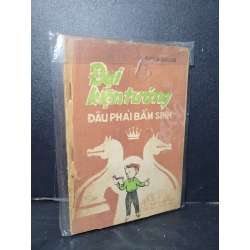 Đại
kiện tướng
ĐÂU PHẢI BẨM SINH